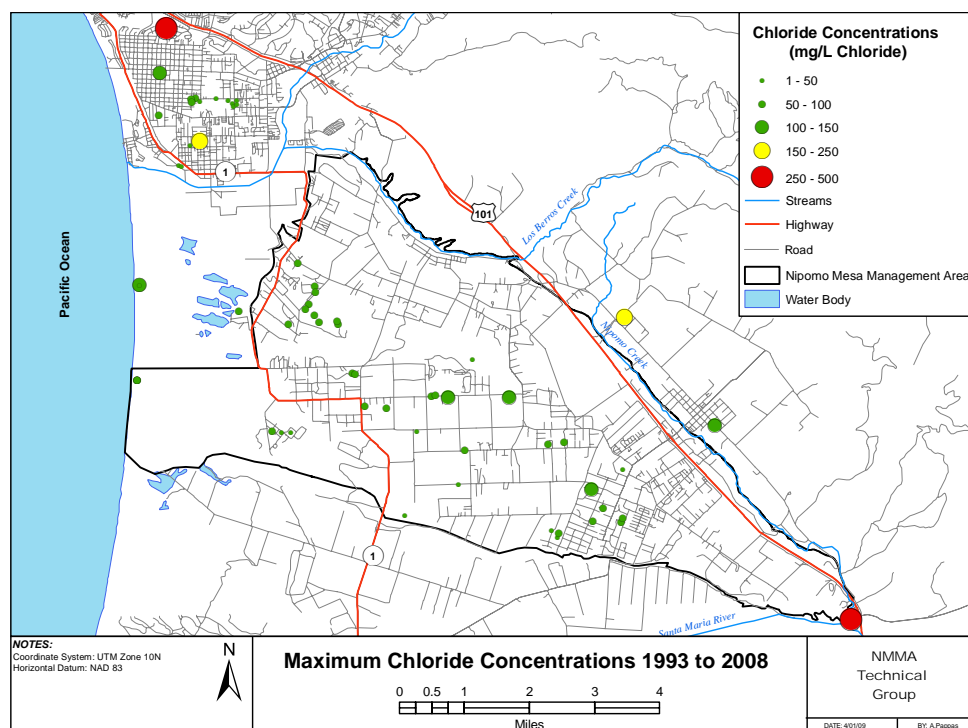 Chloride Concentrations
(mg/L Chloride)
1 - 50
50 - 100
100 - 150
150 - 250
250 - 500
Streams
Highway
Road
Nipomo Mesa Management Area
Water Body
1
101
Los Berros Creek
Pacific Ocean
Nipomo Creek
1
Santa Maria River
NOTES:
Coordinate System: UTM Zone 10N
Horizontal Datum: NAD 83
N
Maximum Chloride Concentrations 1993 to 2008
0 0.5 1 2 3 4
Miles
NMMA
Technical
Group
DATE: 4/01/09
BY: A.Pappas